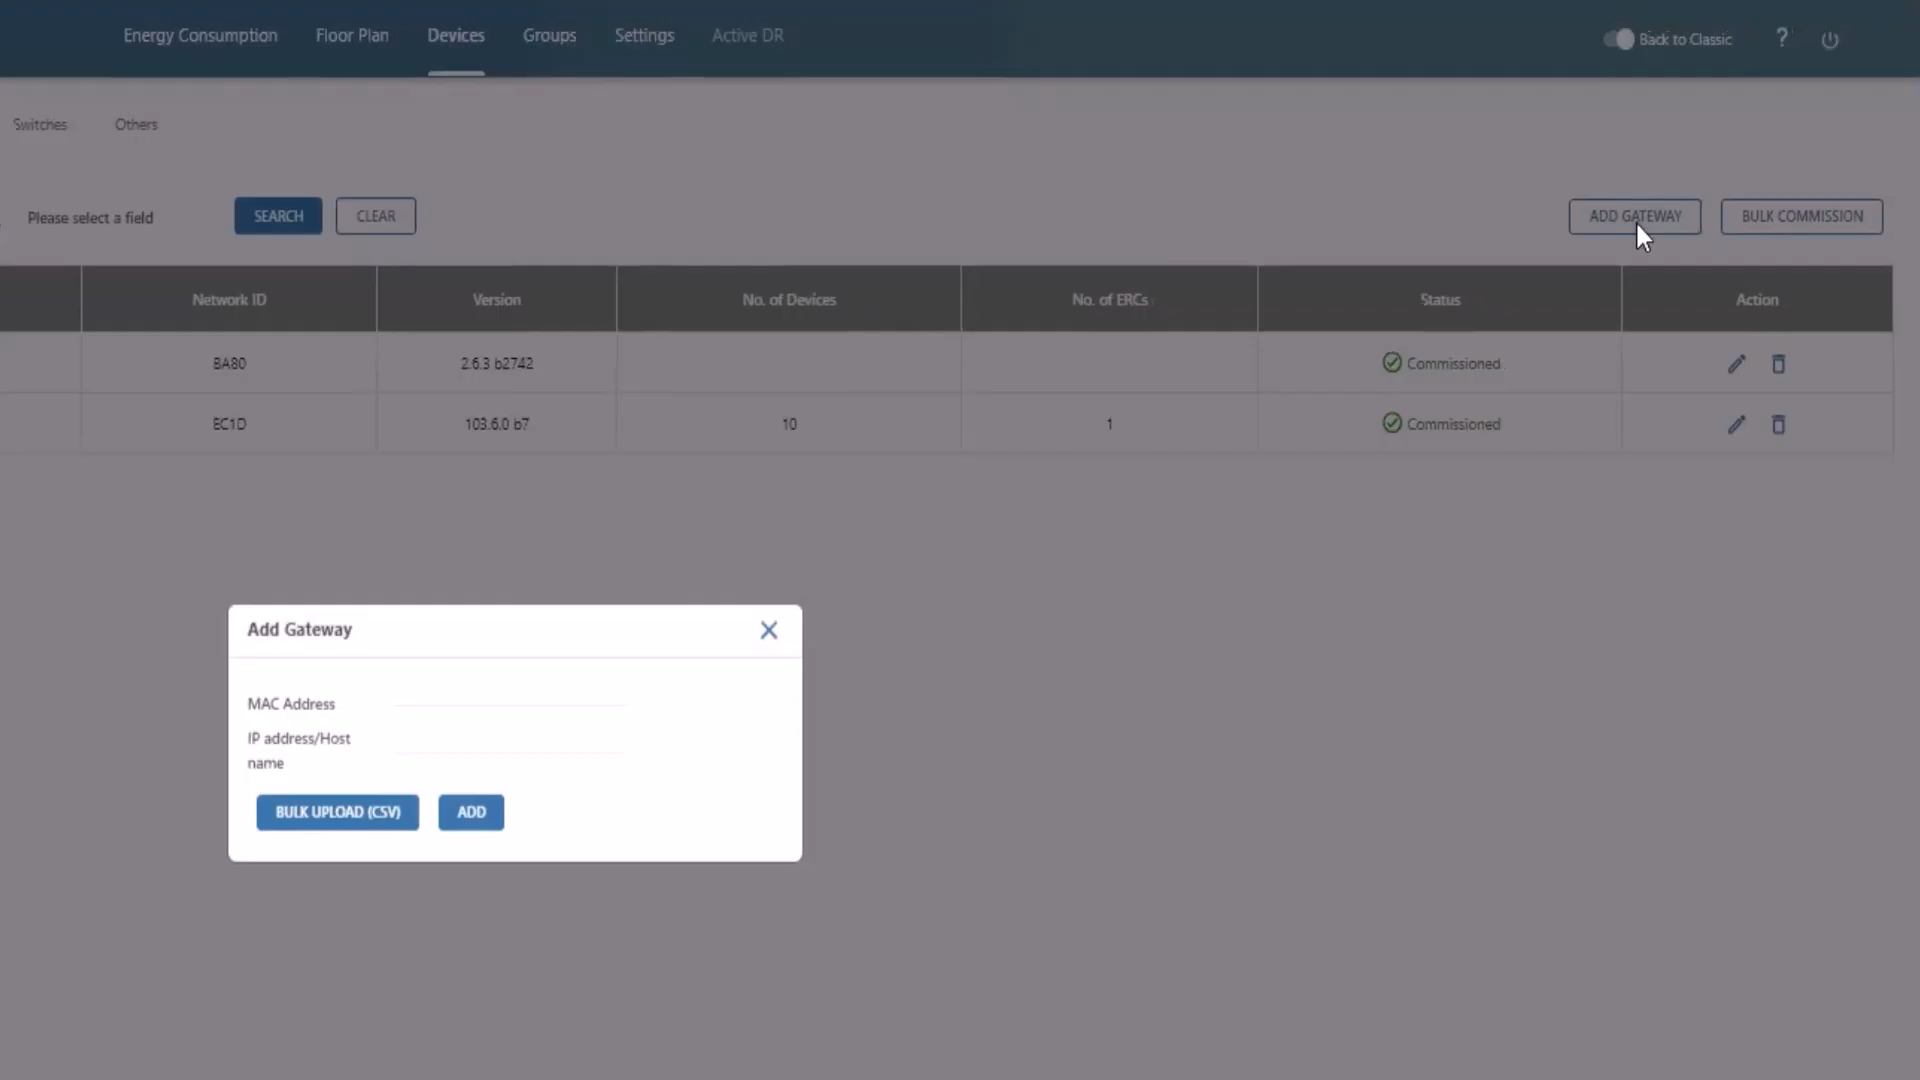 Energy Consumption Floor Plan Devices Groups Settings Active DR Back to Classic ?
Switches Others
Please select a field SEARCH CLEAR ADD GATEWAY BULK COMMISSION
Network ID Version No. of Devices No. of ERCs Status Action
BA80 2.6.3 b2742 Commissioned
EC1D 103.6.0 b7 10 1 Commissioned
Add Gateway
MAC Address
IP address/Host
name
BULK UPLOAD (CSV) ADD